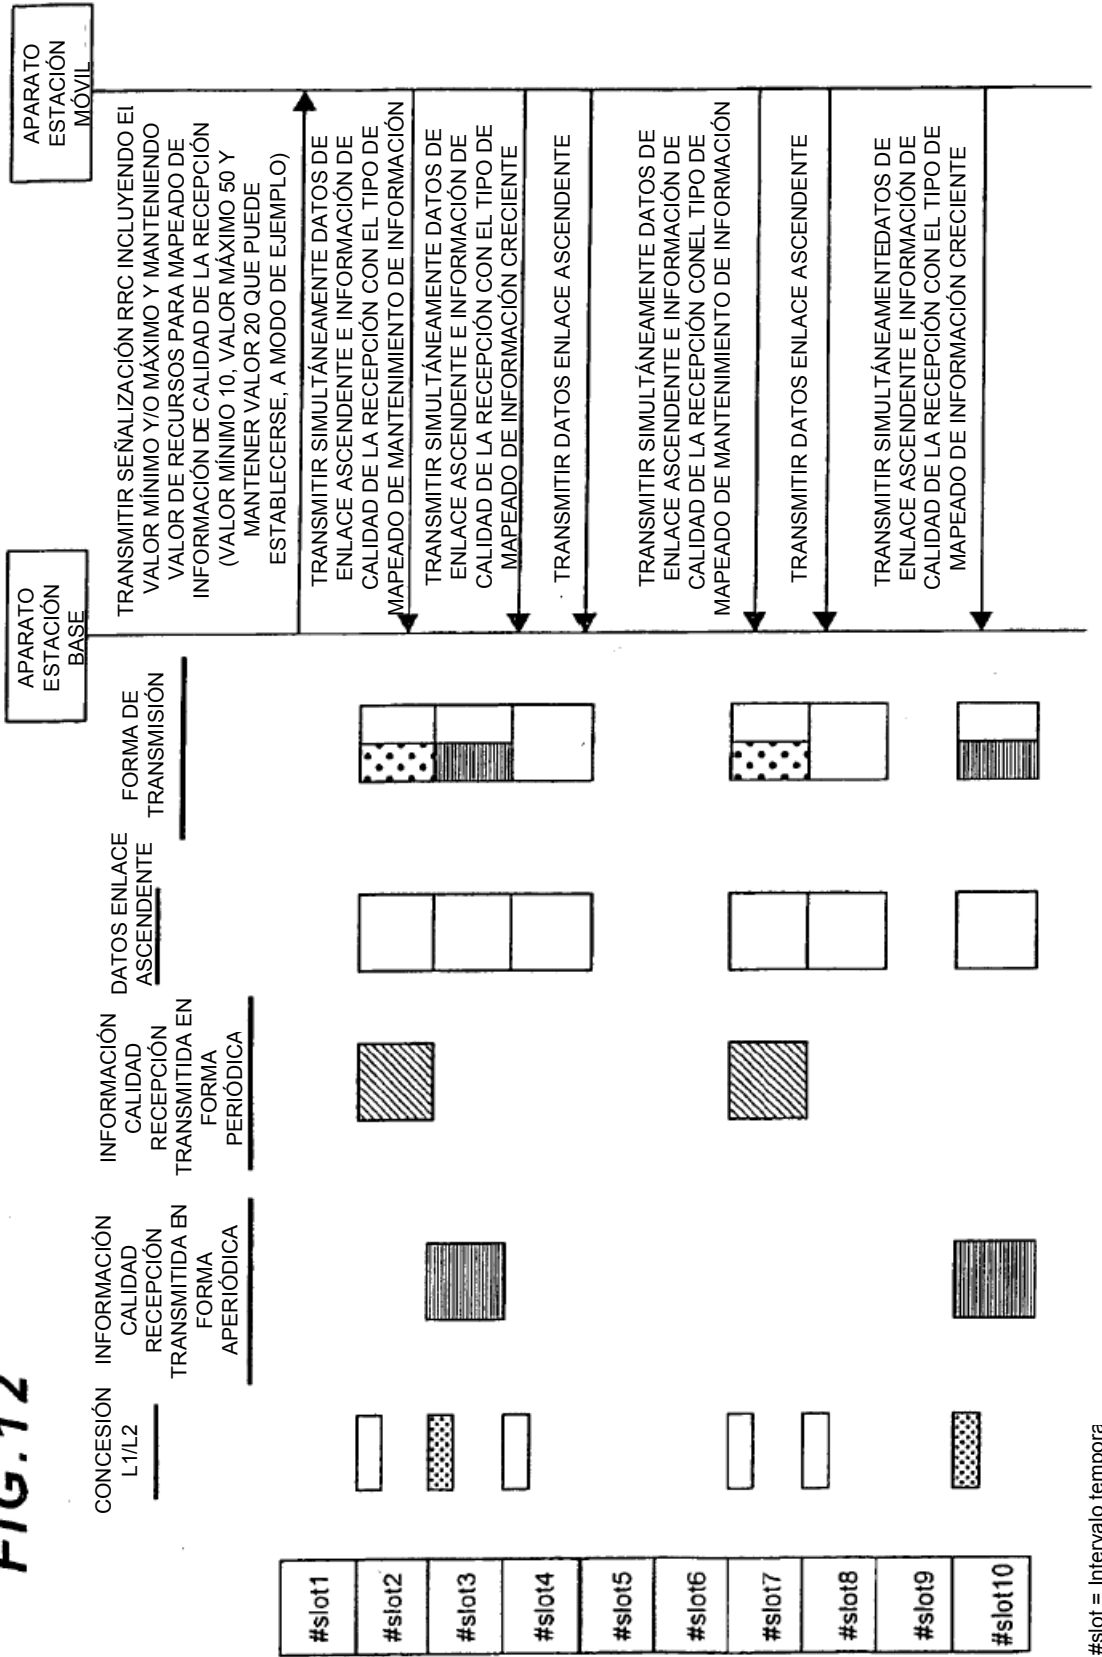 FIG.12
APARATO
ESTACIÓN
BASE
APARATO
ESTACIÓN
MÓVIL
CONCESIÓN
L1/L2
INFORMACIÓN
CALIDAD
RECEPCIÓN
TRANSMITIDA EN
FORMA
APERIÓDICA
INFORMACIÓN
CALIDAD
RECEPCIÓN
TRANSMITIDA EN
FORMA
PERIÓDICA
DATOS ENLACE
ASCENDENTE
FORMA DE
TRANSMISIÓN
TRANSMITIR SEÑALIZACIÓN RRC INCLUYENDO El
VALOR MÍNIMO Y/O MÁXIMO Y MANTENIENDO
VALOR DE RECURSOS PARA MAPEADO DE
INFORMACIÓN DE CALIDAD DE LA RECEPCIÓN
(VALOR MÍNIMO 10, VALOR MÁXIMO 50 Y
MANTENER VALOR 20 QUE PUEDE
ESTABLECERSE, A MODO DE EJEMPLO)
TRANSMITIR SIMULTÁNEAMENTE DATOS DE
ENLACE ASCENDENTE E INFORMACIÓN DE
CALIDAD DE LA RECEPCIÓN CON EL TIPO DE
MAPEADO DE MANTENIMIENTO DE INFORMACIÓN
TRANSMITIR SIMULTÁNEAMENTE DATOS DE
ENLACE ASCENDENTE E INFORMACIÓN DE
CALIDAD DE LA RECEPCIÓN CON EL TIPO DE
MAPEADO DE INFORMACIÓN CRECIENTE
TRANSMITIR DATOS ENLACE ASCENDENTE
TRANSMITIR SIMULTÁNEAMENTE DATOS DE
ENLACE ASCENDENTE E INFORMACIÓN DE
CALIDAD DE LA RECEPCIÓN CONEL TIPO DE
MAPEADO DE MANTENIMIENTO DE INFORMACIÓN
TRANSMITIR DATOS ENLACE ASCENDENTE
TRANSMITIR SIMULTÁNEAMENTEDATOS DE
ENLACE ASCENDENTE E INFORMACIÓN DE
CALIDAD DE LA RECEPCIÓN CON EL TIPO DE
MAPEADO DE INFORMACIÓN CRECIENTE
#slot1
#slot2
#slot3
#slot4
#slot5
#slot6
#slot7
#slot8
#slot9
#slot10
#slot = Intervalo tempora